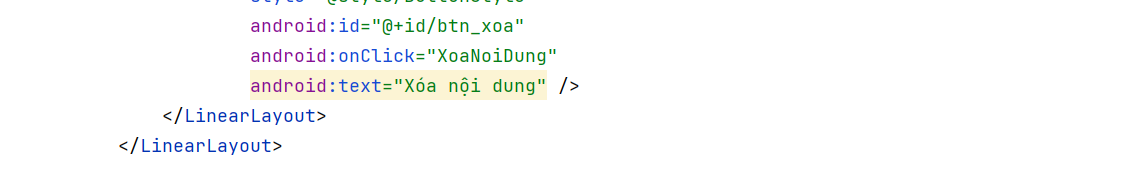 android:id="@+id/btn_xoa"
android:onClick="XoaNoiDung"
android:text="Xóa nội dung" />
</LinearLayout>
</LinearLayout>